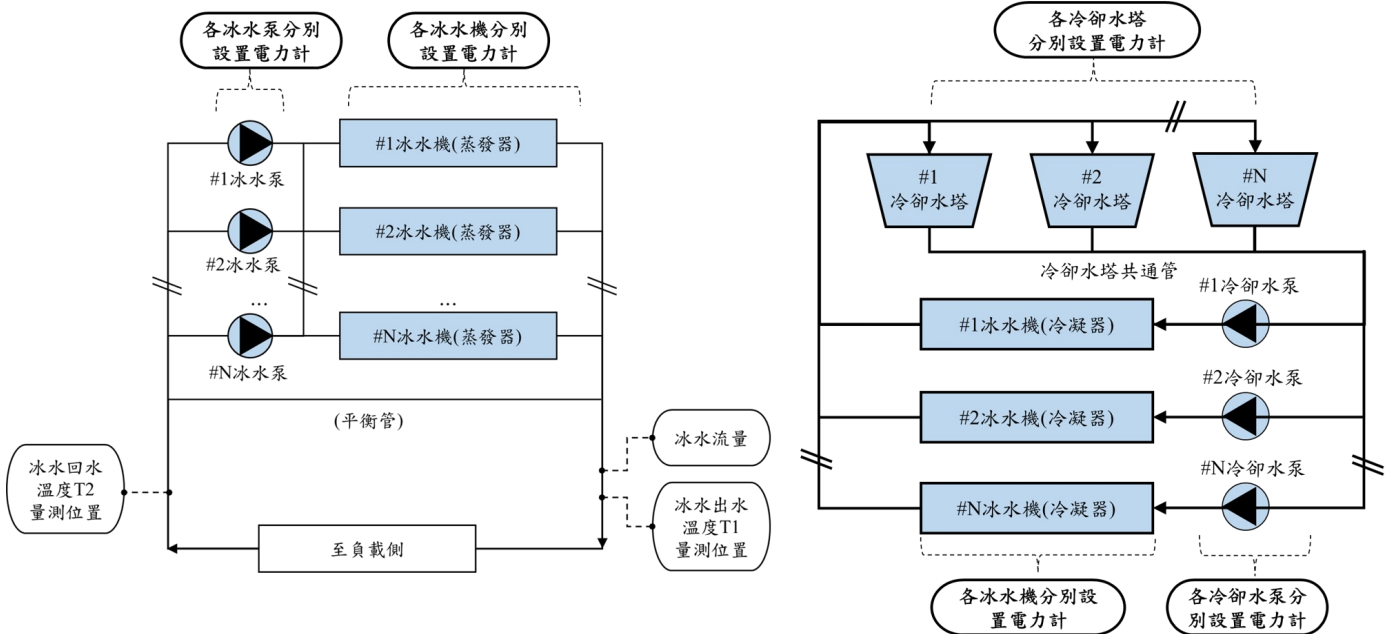 各冰水泵分別
設置電力計
各冰水機分別
設置電力計
#1冰水泵
#1冰水機(蒸發器)
#2冰水泵
#2冰水機(蒸發器)
...
...
#N冰水泵
#N冰水機(蒸發器)
(平衡管)
冰水回水
溫度T2
量測位置
冰水流量
冰水出水
溫度T1
量測位置
至負載側
各冷卻水塔
分別設置電力計
#1
冷卻水塔
#2
冷卻水塔
#N
冷卻水塔
冷卻水塔共通管
#1冷卻水泵
#1冰水機(冷凝器)
#2冷卻水泵
#2冰水機(冷凝器)
#N冷卻水泵
#N冰水機(冷凝器)
各冰水機分別設
置電力計
各冷卻水泵分
別設置電力計